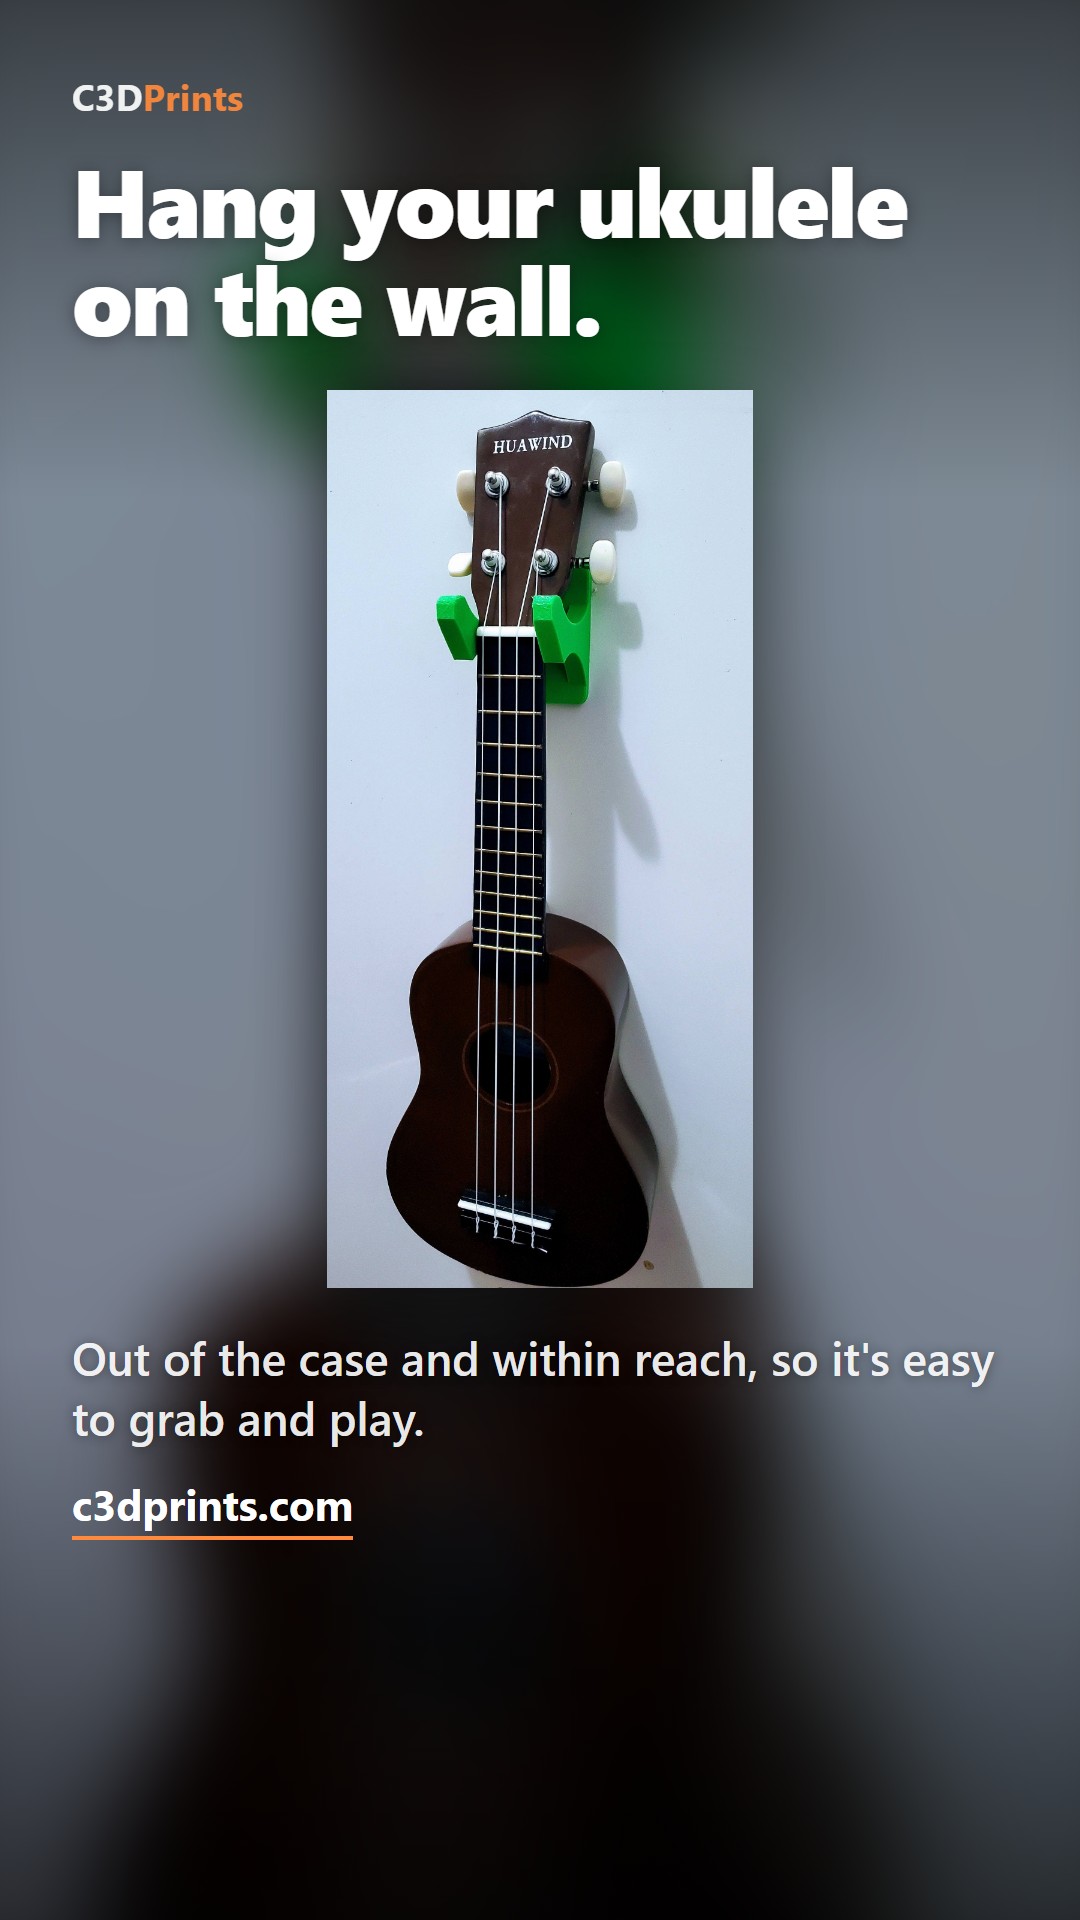 C3DPrints
Hang your ukulele
on the wall.
HUAWIND
Out of the case and within reach, so it's easy
to grab and play.
c3dprints.com